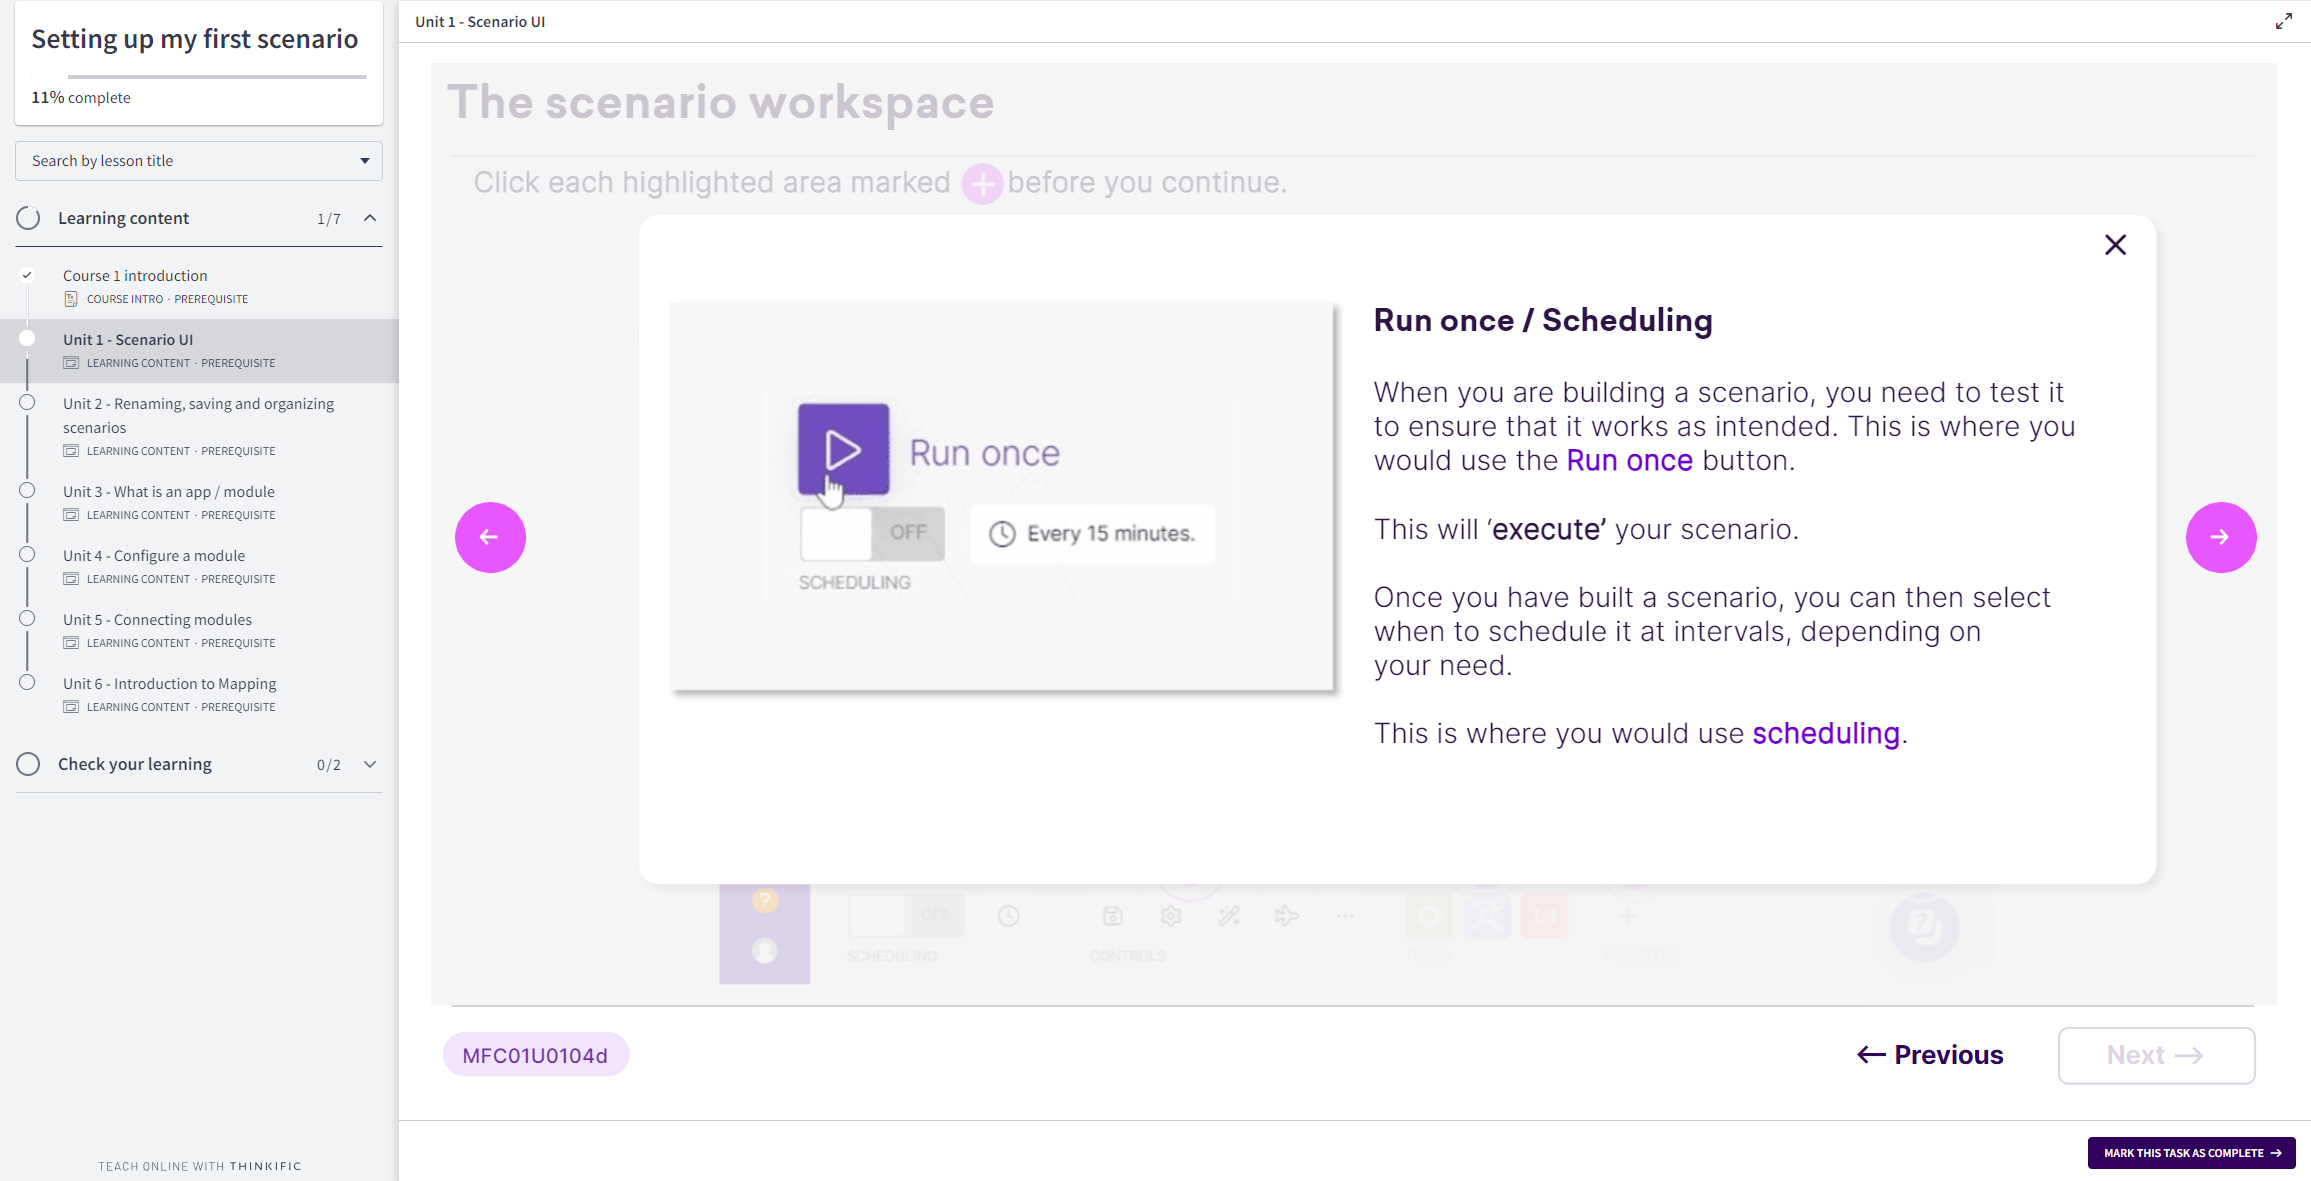 Setting up my first scenario
11% complete
Search by lesson title
Learning content 1/7
Course 1 introduction
COURSE INTRO · PREREQUISITE
Unit 1 - Scenario UI
LEARNING CONTENT · PREREQUISITE
Unit 2 - Renaming, saving and organizing
scenarios
LEARNING CONTENT · PREREQUISITE
Unit 3 - What is an app / module
LEARNING CONTENT · PREREQUISITE
Unit 4 - Configure a module
LEARNING CONTENT · PREREQUISITE
Unit 5 - Connecting modules
LEARNING CONTENT · PREREQUISITE
Unit 6 - Introduction to Mapping
LEARNING CONTENT · PREREQUISITE
Check your learning 0/2
TEACH ONLINE WITH THINKIFIC
Unit 1 - Scenario UI
The scenario workspace
Click each highlighted area marked + before you continue.
Run once
OFF
Every 15 minutes.
SCHEDULING
Run once / Scheduling
When you are building a scenario, you need to test it
to ensure that it works as intended. This is where you
would use the Run once button.
This will ‘execute’ your scenario.
Once you have built a scenario, you can then select
when to schedule it at intervals, depending on
your need.
This is where you would use scheduling.
OFF
SCHEDULING
CONTROLS
TOOLS
FAVORITES
MFC01U0104d
← Previous
Next →
MARK THIS TASK AS COMPLETE →